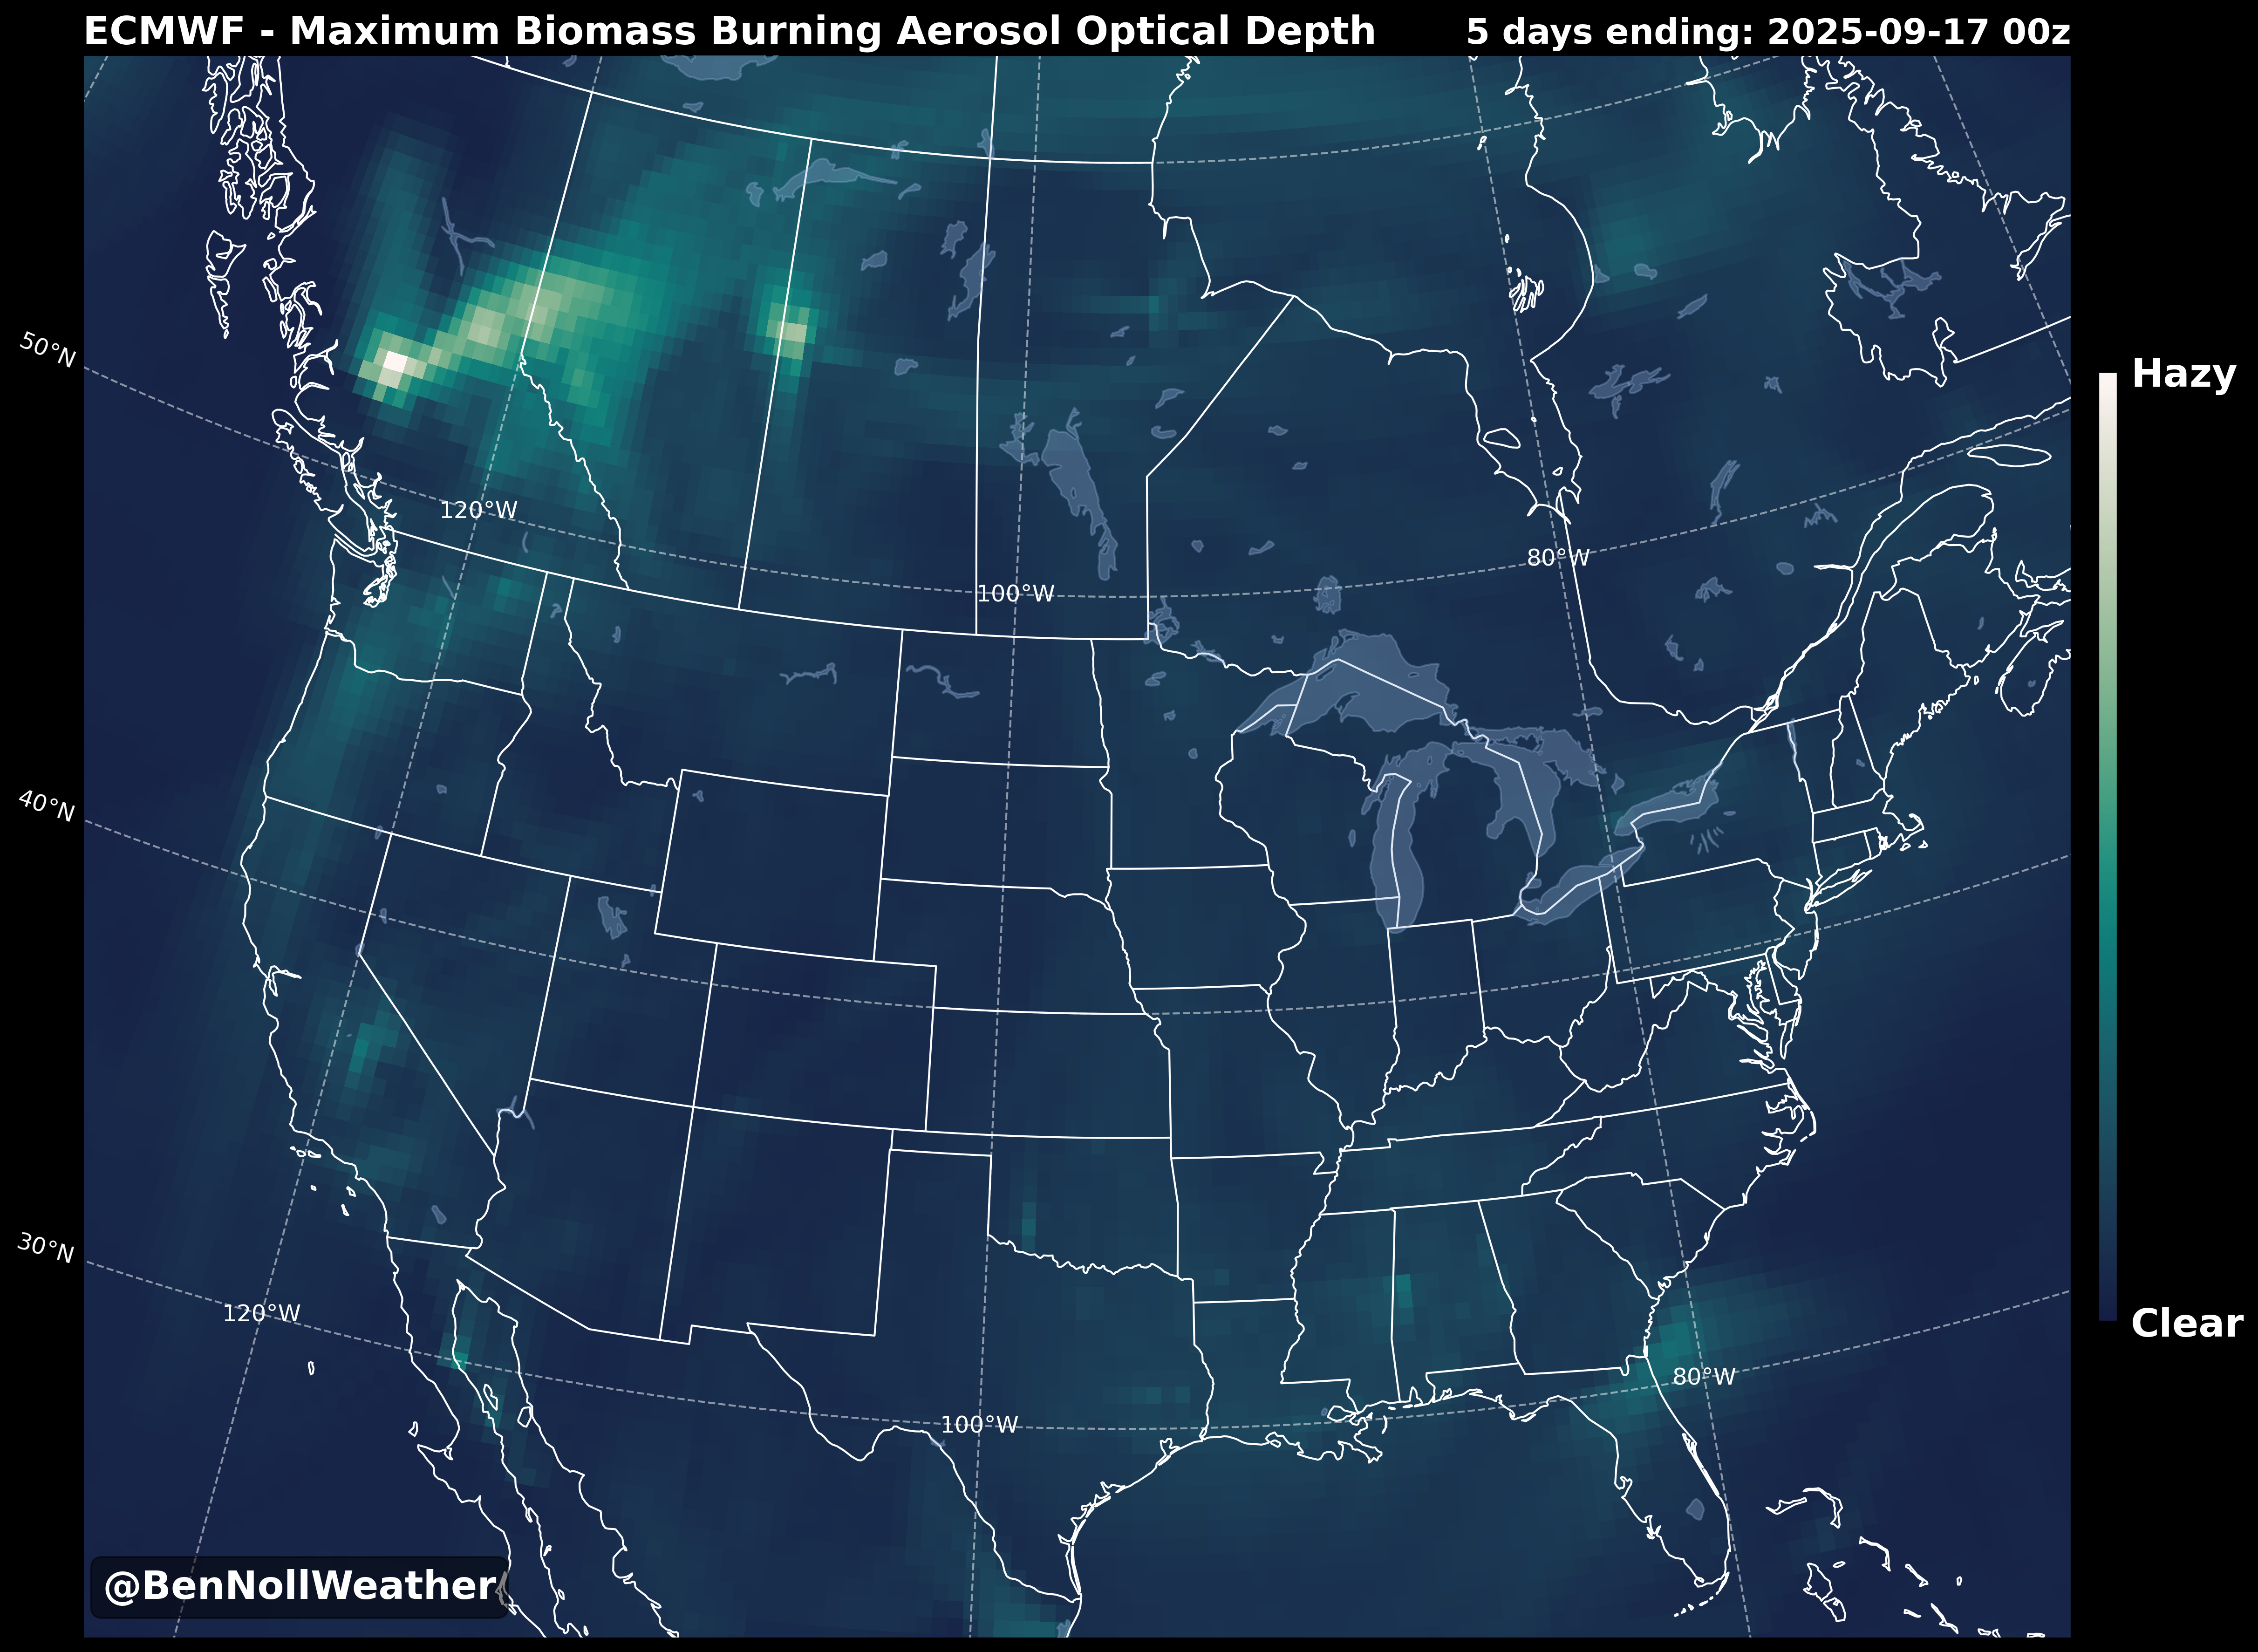 ECMWF - Maximum Biomass Burning Aerosol Optical Depth
5 days ending: 2025-09-17 00z
50°N
Hazy
120°W
80°W
100°W
40°N
30°N
120°W
Clear
80°W
100°W
@BenNollWeather